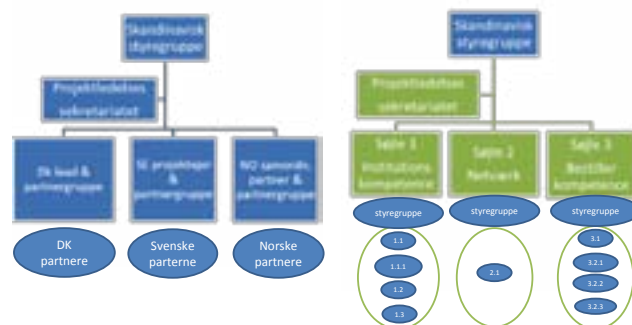 Skandinavisk
styregruppe
Projektledelses
sekretariatet
DK lead &
partnergruppe
SE projektejer
&
partnergruppe
NO samordn.
partner &
partnergruppe
DK
partnere
Svenske
parterne
Norske
partnere
Skandinavisk
styregruppe
Projektledelses
sekretariatet
Søjle 1
Institutions
kompetence
Søjle 2
Netværk
Søjle 3
Bestiller
kompetence
styregruppe
styregruppe
styregruppe
1.1
1.1.1
1.2
1.3
2.1
3.1
3.2.1
3.2.2
3.2.3